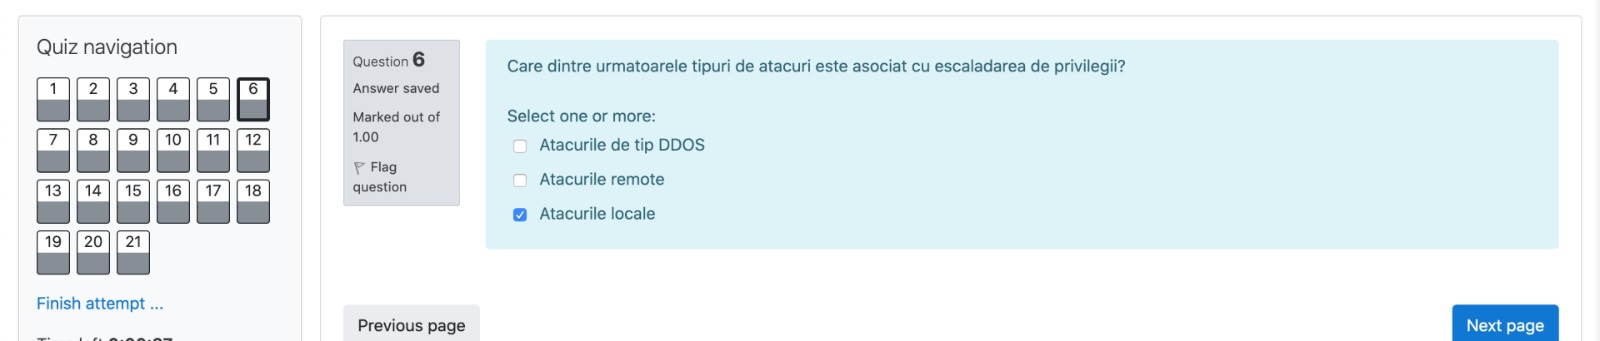 Quiz navigation
1 2 3 4 5 6
7 8 9 10 11 12
13 14 15 16 17 18
19 20 21
Finish attempt ...
Question 6
Answer saved
Marked out of
1.00
Flag
question
Care dintre urmatoarele tipuri de atacuri este asociat cu escaladarea de privilegii?
Select one or more:
Atacurile de tip DDOS
Atacurile remote
Atacurile locale
Previous page
Next page